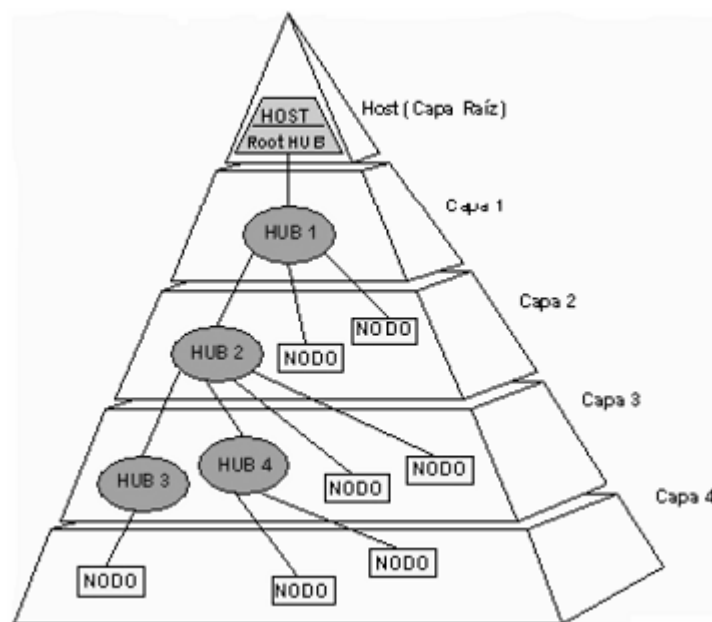 Host ( Capa Raíz)
HOST
Root HUB
Capa 1
HUB 1
Capa 2
NODO
NODO
HUB 2
Capa 3
HUB 3
HUB 4
NODO
NODO
Capa 4
NODO
NODO
NODO